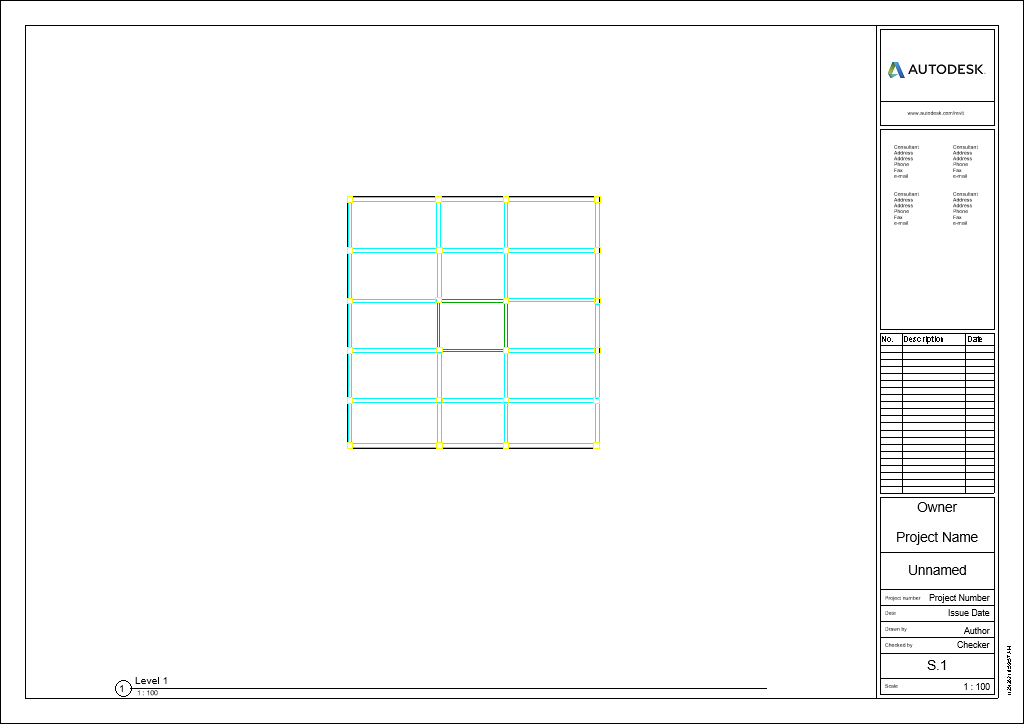 AUTODESK.
www.autodesk.com/revit
Consultant
Address
Address
Phone
Fax
e-mail
Consultant
Address
Address
Phone
Fax
e-mail
Consultant
Address
Address
Phone
Fax
e-mail
Consultant
Address
Address
Phone
Fax
e-mail
No. Description Date
Owner
Project Name
Unnamed
Project number Project Number
Date Issue Date
Drawn by Author
Checked by Checker
S.1
Scale 1 : 100
1 Level 1
1 : 100